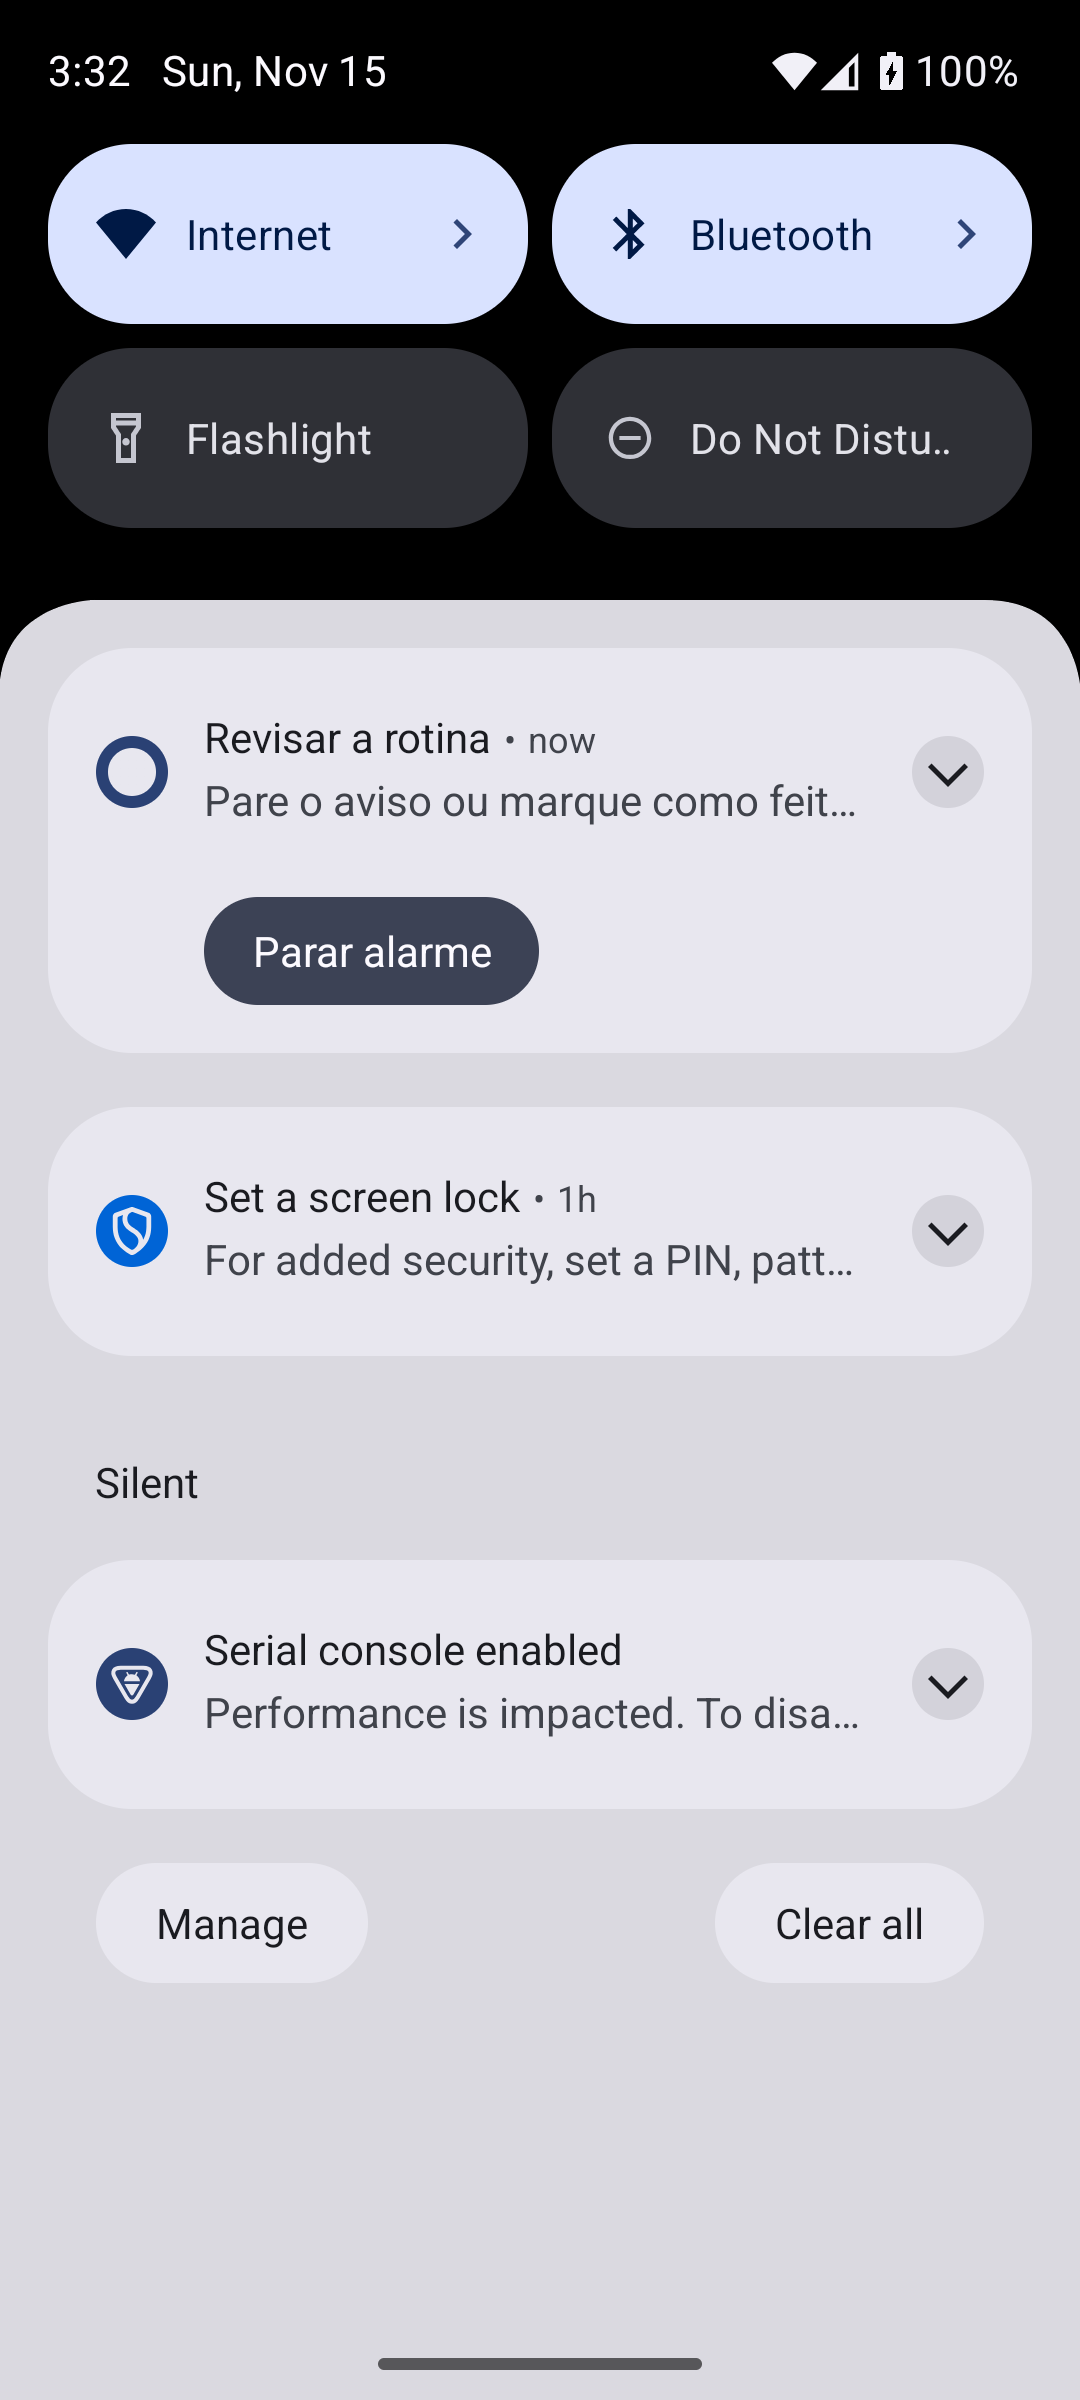 3:32 Sun, Nov 15 100%
Internet Bluetooth
Flashlight Do Not Distu..
Revisar a rotina • now
Pare o aviso ou marque como feit...
Parar alarme
Set a screen lock • 1h
For added security, set a PIN, patt...
Silent
Serial console enabled
Performance is impacted. To disa...
Manage Clear all